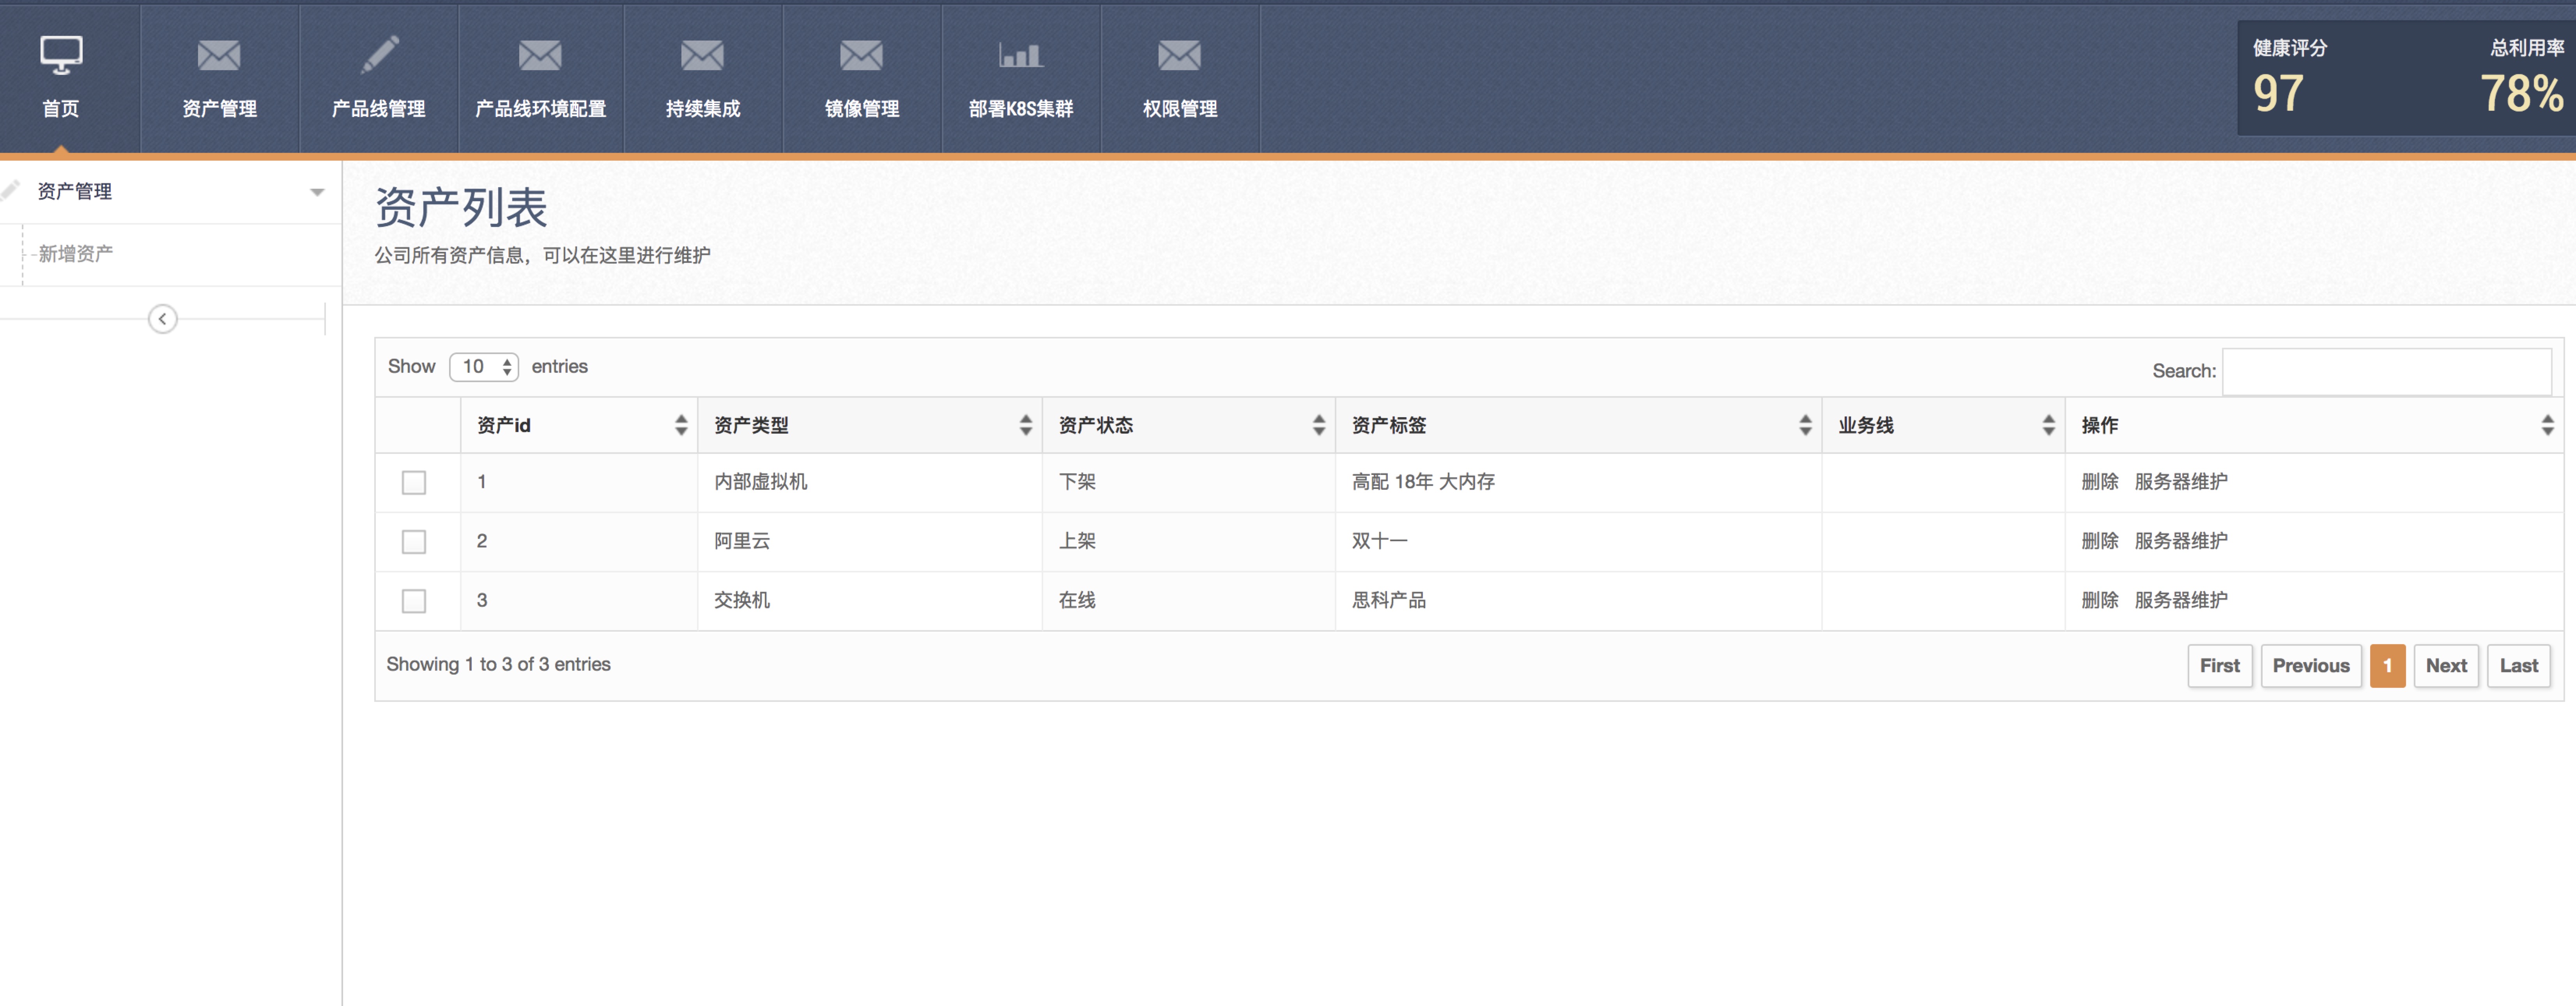 首页 资产管理 产品线管理 产品线环境配置 持续集成 镜像管理 部署K8S集群 权限管理
健康评分 总利用率
97 78%
资产管理
新增资产
资产列表
公司所有资产信息，可以在这里进行维护
Show 10 entries Search:
资产id 资产类型 资产状态 资产标签 业务线 操作
1 内部虚拟机 下架 高配 18年 大内存 删除 服务器维护
2 阿里云 上架 双十一 删除 服务器维护
3 交换机 在线 思科产品 删除 服务器维护
Showing 1 to 3 of 3 entries First Previous 1 Next Last